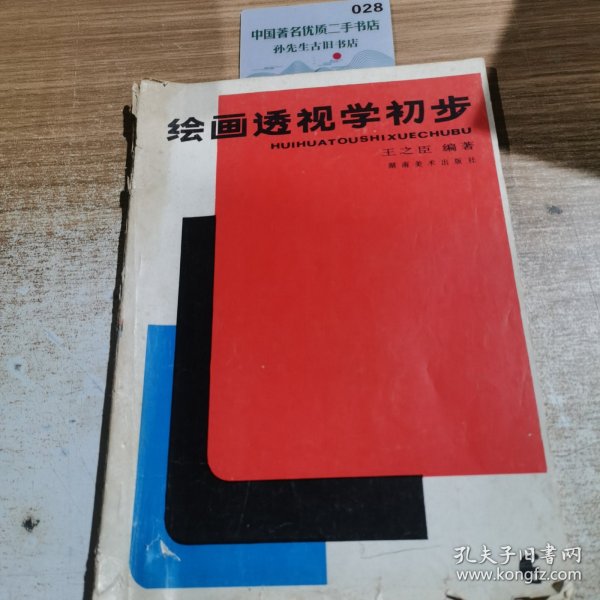 028
中国著名优质二手书店
孙先生古旧书店
绘画透视学初步
HUIHUATOUSHIXUECHUBU
王之臣 编著
湖南美术出版社
孔夫子旧书网
www.kongfz.com